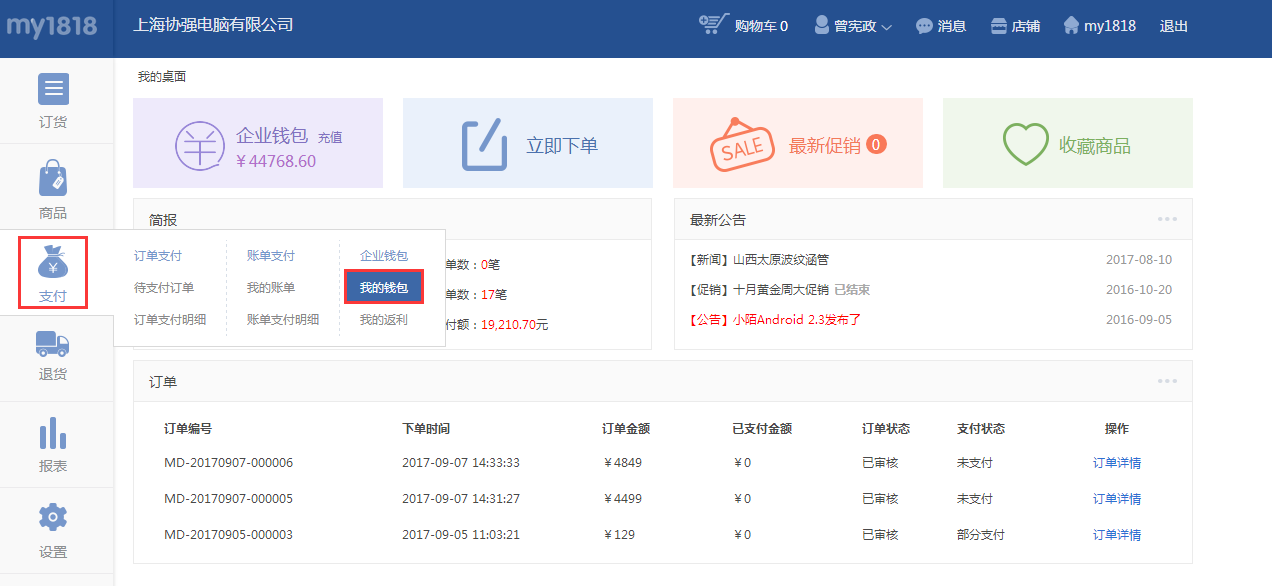 my1818
上海协强电脑有限公司
购物车 0
曾宪政
消息
店铺
my1818
退出
我的桌面
订货
商品
支付
退货
报表
设置
企业钱包 充值
￥44768.60
立即下单
SALE
最新促销 0
收藏商品
简报
单数：0笔
单数：17笔
付额：19,210.70元
订单支付
待支付订单
订单支付明细
账单支付
我的账单
账单支付明细
企业钱包
我的钱包
我的返利
最新公告
【新闻】山西太原波纹涵管 2017-08-10
【促销】十月黄金周大促销 已结束 2016-10-20
【公告】小陌Android 2.3发布了 2016-09-05
订单
订单编号 下单时间 订单金额 已支付金额 订单状态 支付状态 操作
MD-20170907-000006 2017-09-07 14:33:33 ￥4849 ￥0 已审核 未支付 订单详情
MD-20170907-000005 2017-09-07 14:31:27 ￥4499 ￥0 已审核 未支付 订单详情
MD-20170905-000003 2017-09-05 11:03:21 ￥129 ￥0 已审核 部分支付 订单详情